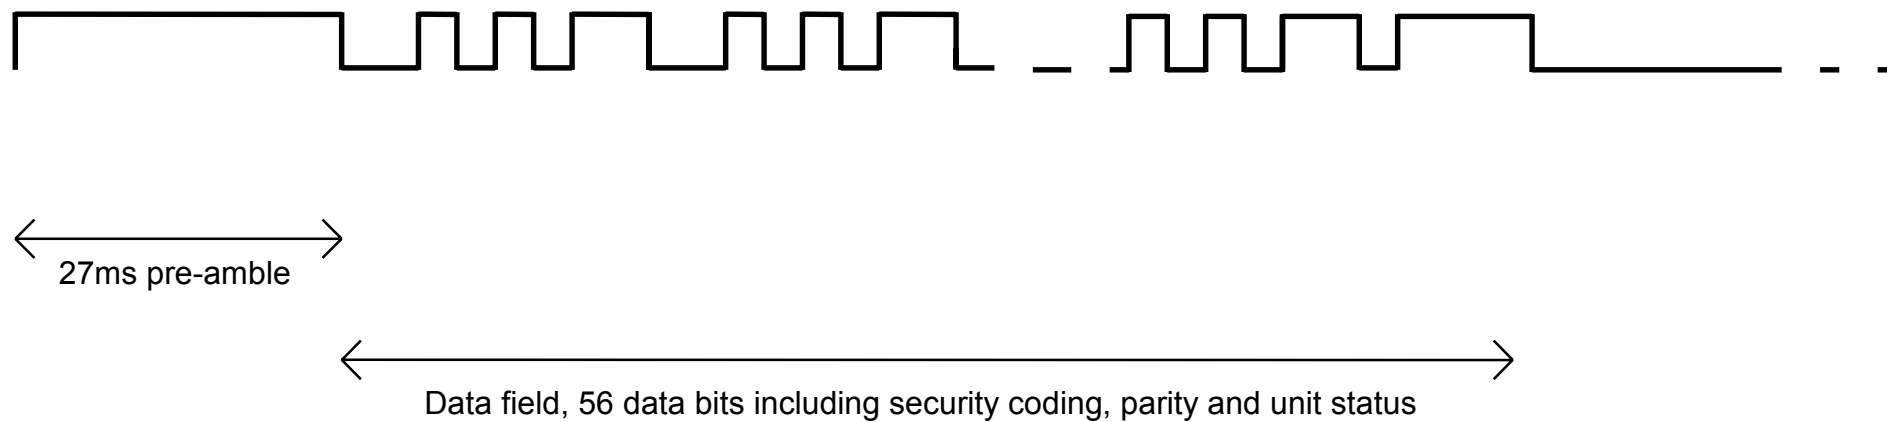 27ms pre-amble
Data field, 56 data bits including security coding, parity and unit status